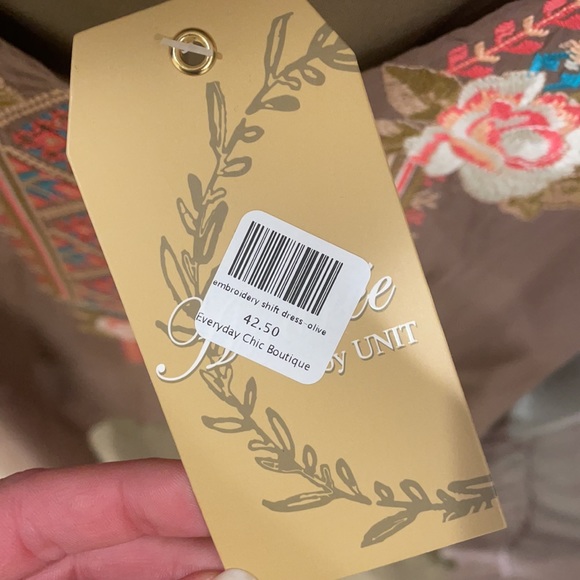 embroidery shift dress-olive
42.50
Everyday Chic Boutique
by UNIT